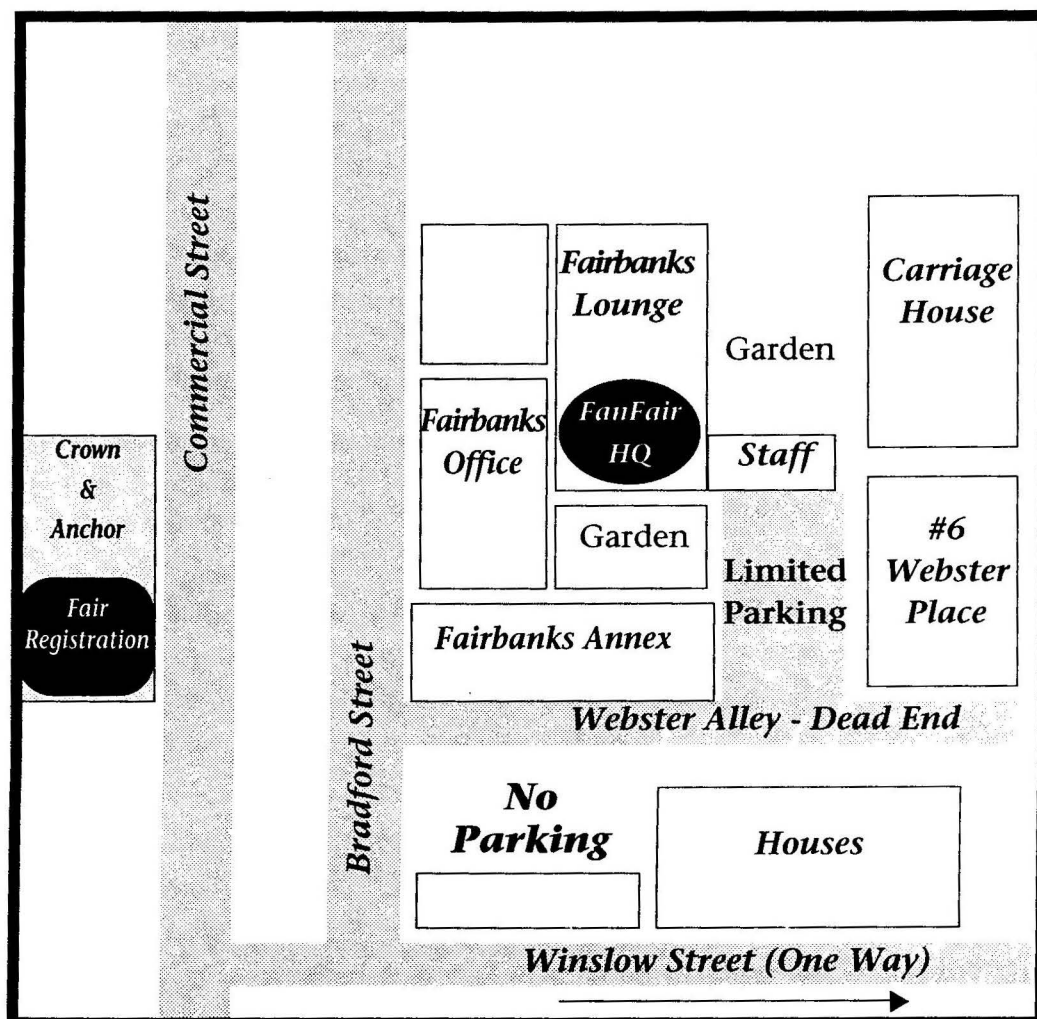 Commercial Street
Bradford Street
Fairbanks
Lounge
Carriage
House
Garden
FanFair
HQ
Fairbanks
Office
Staff
Crown
&
Anchor
Fair
Registration
Garden
Limited
Parking
#6
Webster
Place
Fairbanks Annex
Webster Alley - Dead End
No
Parking
Houses
Winslow Street (One Way)